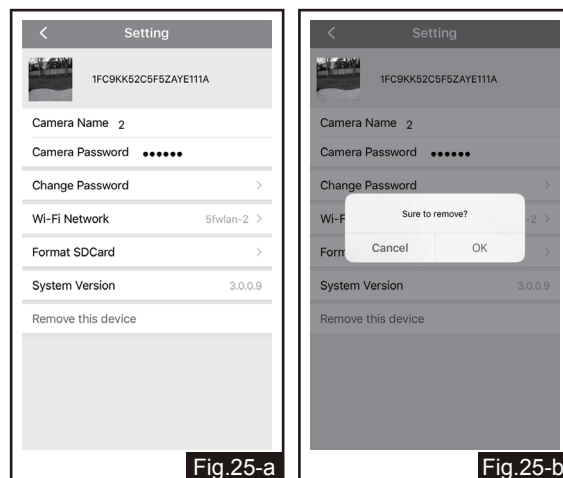 Setting
1FC9KK52C5F5ZAYE111A
Camera Name 2
Camera Password ●●●●●●
Change Password >
Wi-Fi Network 5fwlan-2 >
Format SDCard >
System Version 3.0.0.9
Remove this device
Fig.25-a
Setting
1FC9KK52C5F5ZAYE111A
Camera Name 2
Camera Password ●●●●●●
Change Password >
Wi-F -2 >
Sure to remove?
Form >
Cancel OK
System Version 3.0.0.9
Remove this device
Fig.25-b